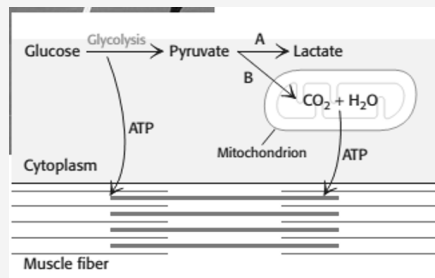 Glycolysis
A
Glucose
Pyruvate
Lactate
B
CO₂ + H₂O
ATP
Mitochondrion
ATP
Cytoplasm
Muscle fiber